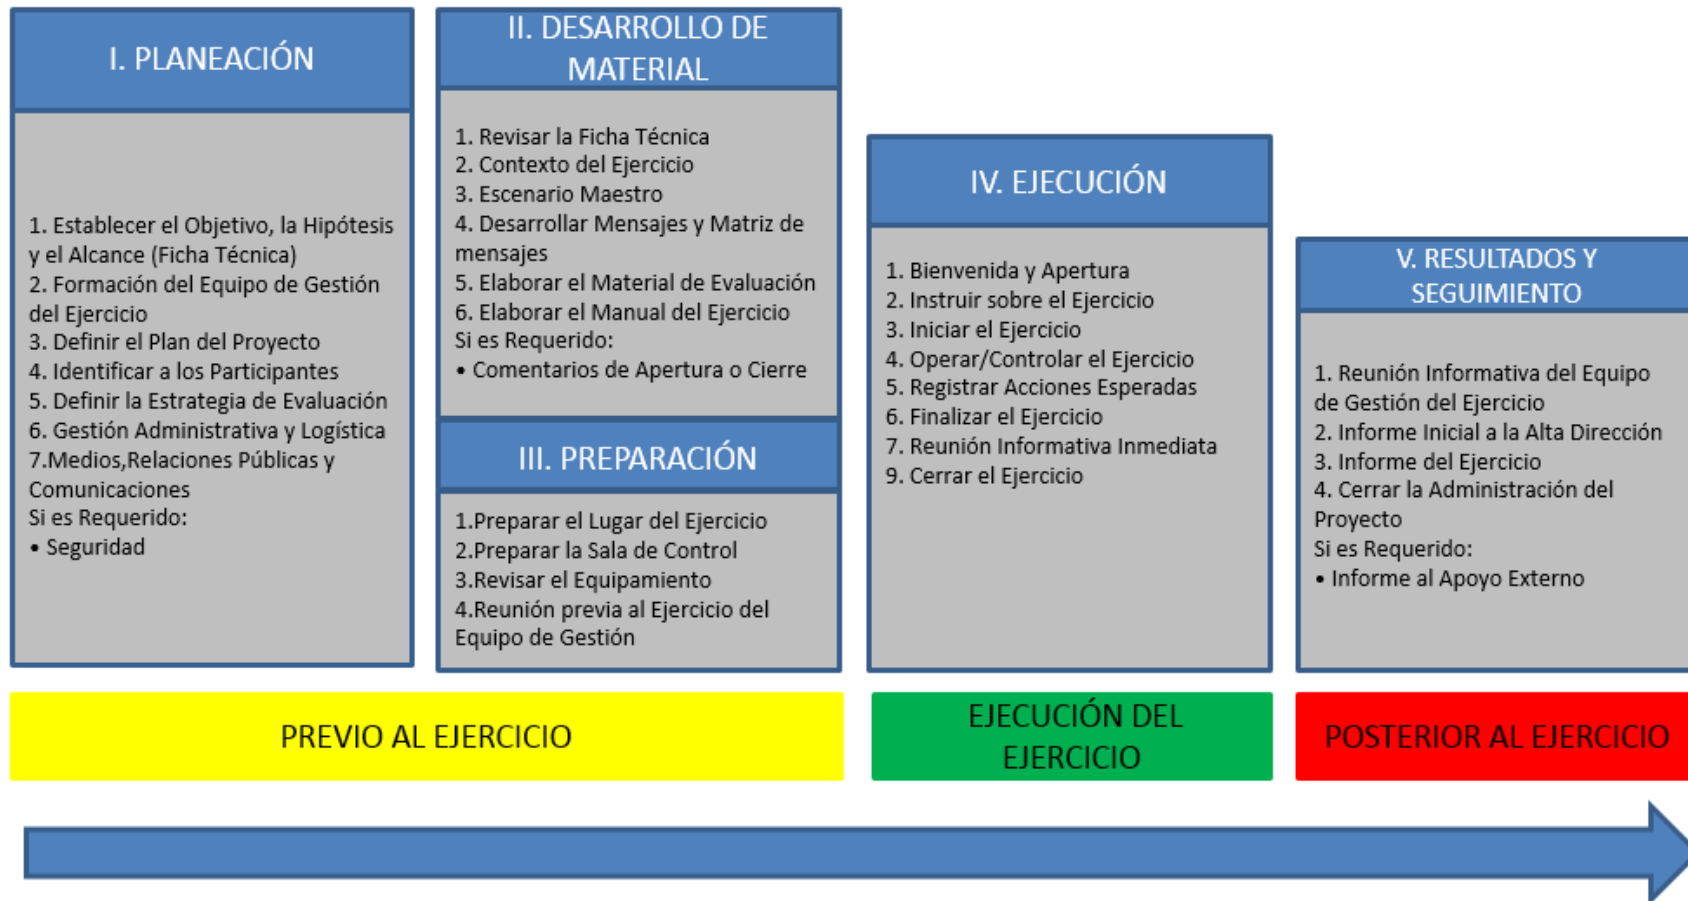 I. PLANEACIÓN
1. Establecer el Objetivo, la Hipótesis
y el Alcance (Ficha Técnica)
2. Formación del Equipo de Gestión
del Ejercicio
3. Definir el Plan del Proyecto
4. Identificar a los Participantes
5. Definir la Estrategia de Evaluación
6. Gestión Administrativa y Logística
7.Medios,Relaciones Públicas y
Comunicaciones
Si es Requerido:
• Seguridad
II. DESARROLLO DE
MATERIAL
1. Revisar la Ficha Técnica
2. Contexto del Ejercicio
3. Escenario Maestro
4. Desarrollar Mensajes y Matriz de
mensajes
5. Elaborar el Material de Evaluación
6. Elaborar el Manual del Ejercicio
Si es Requerido:
• Comentarios de Apertura o Cierre
III. PREPARACIÓN
1.Preparar el Lugar del Ejercicio
2.Preparar la Sala de Control
3.Revisar el Equipamiento
4.Reunión previa al Ejercicio del
Equipo de Gestión
IV. EJECUCIÓN
1. Bienvenida y Apertura
2. Instruir sobre el Ejercicio
3. Iniciar el Ejercicio
4. Operar/Controlar el Ejercicio
5. Registrar Acciones Esperadas
6. Finalizar el Ejercicio
7. Reunión Informativa Inmediata
9. Cerrar el Ejercicio
V. RESULTADOS Y
SEGUIMIENTO
1. Reunión Informativa del Equipo
de Gestión del Ejercicio
2. Informe Inicial a la Alta Dirección
3. Informe del Ejercicio
4. Cerrar la Administración del
Proyecto
Si es Requerido:
• Informe al Apoyo Externo
PREVIO AL EJERCICIO
EJECUCIÓN DEL
EJERCICIO
POSTERIOR AL EJERCICIO